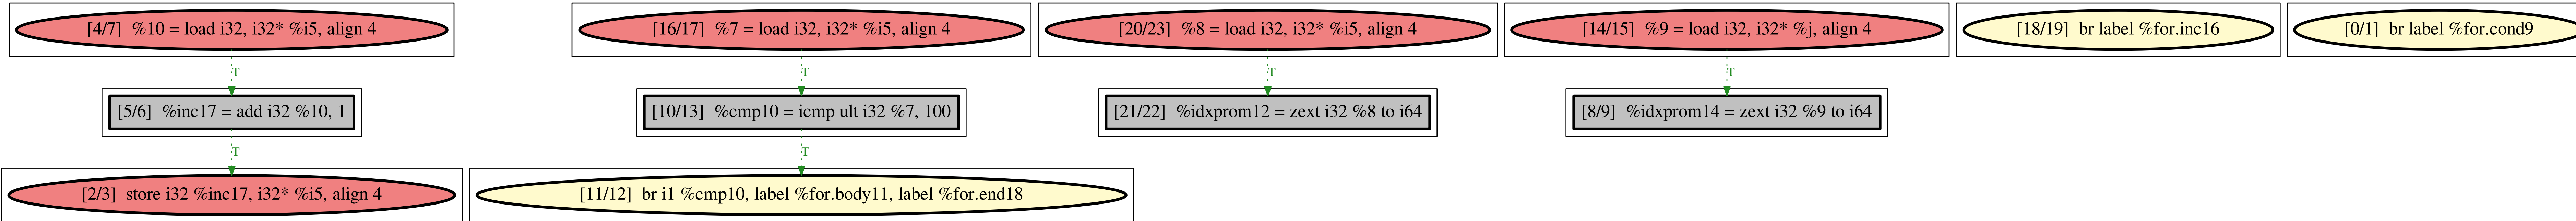 [4/7]  %10 = load i32, i32* %i5, align 4
[16/17]  %7 = load i32, i32* %i5, align 4
[20/23]  %8 = load i32, i32* %i5, align 4
[14/15]  %9 = load i32, i32* %j, align 4
[18/19]  br label %for.inc16
[0/1]  br label %for.cond9
T
T
T
T
[5/6]  %inc17 = add i32 %10, 1
[10/13]  %cmp10 = icmp ult i32 %7, 100
[21/22]  %idxprom12 = zext i32 %8 to i64
[8/9]  %idxprom14 = zext i32 %9 to i64
T
T
[2/3]  store i32 %inc17, i32* %i5, align 4
[11/12]  br i1 %cmp10, label %for.body11, label %for.end18